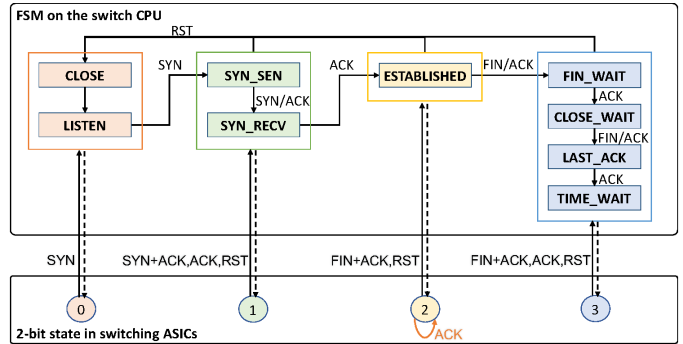 FSM on the switch CPU
RST
CLOSE
SYN
SYN_SEN
ACK
ESTABLISHED
FIN/ACK
FIN_WAIT
SYN/ACK
ACK
LISTEN
SYN_RECV
CLOSE_WAIT
FIN/ACK
LAST_ACK
ACK
TIME_WAIT
SYN
SYN+ACK,ACK,RST
FIN+ACK,RST
FIN+ACK,ACK,RST
0
1
2
3
2-bit state in switching ASICs
ACK